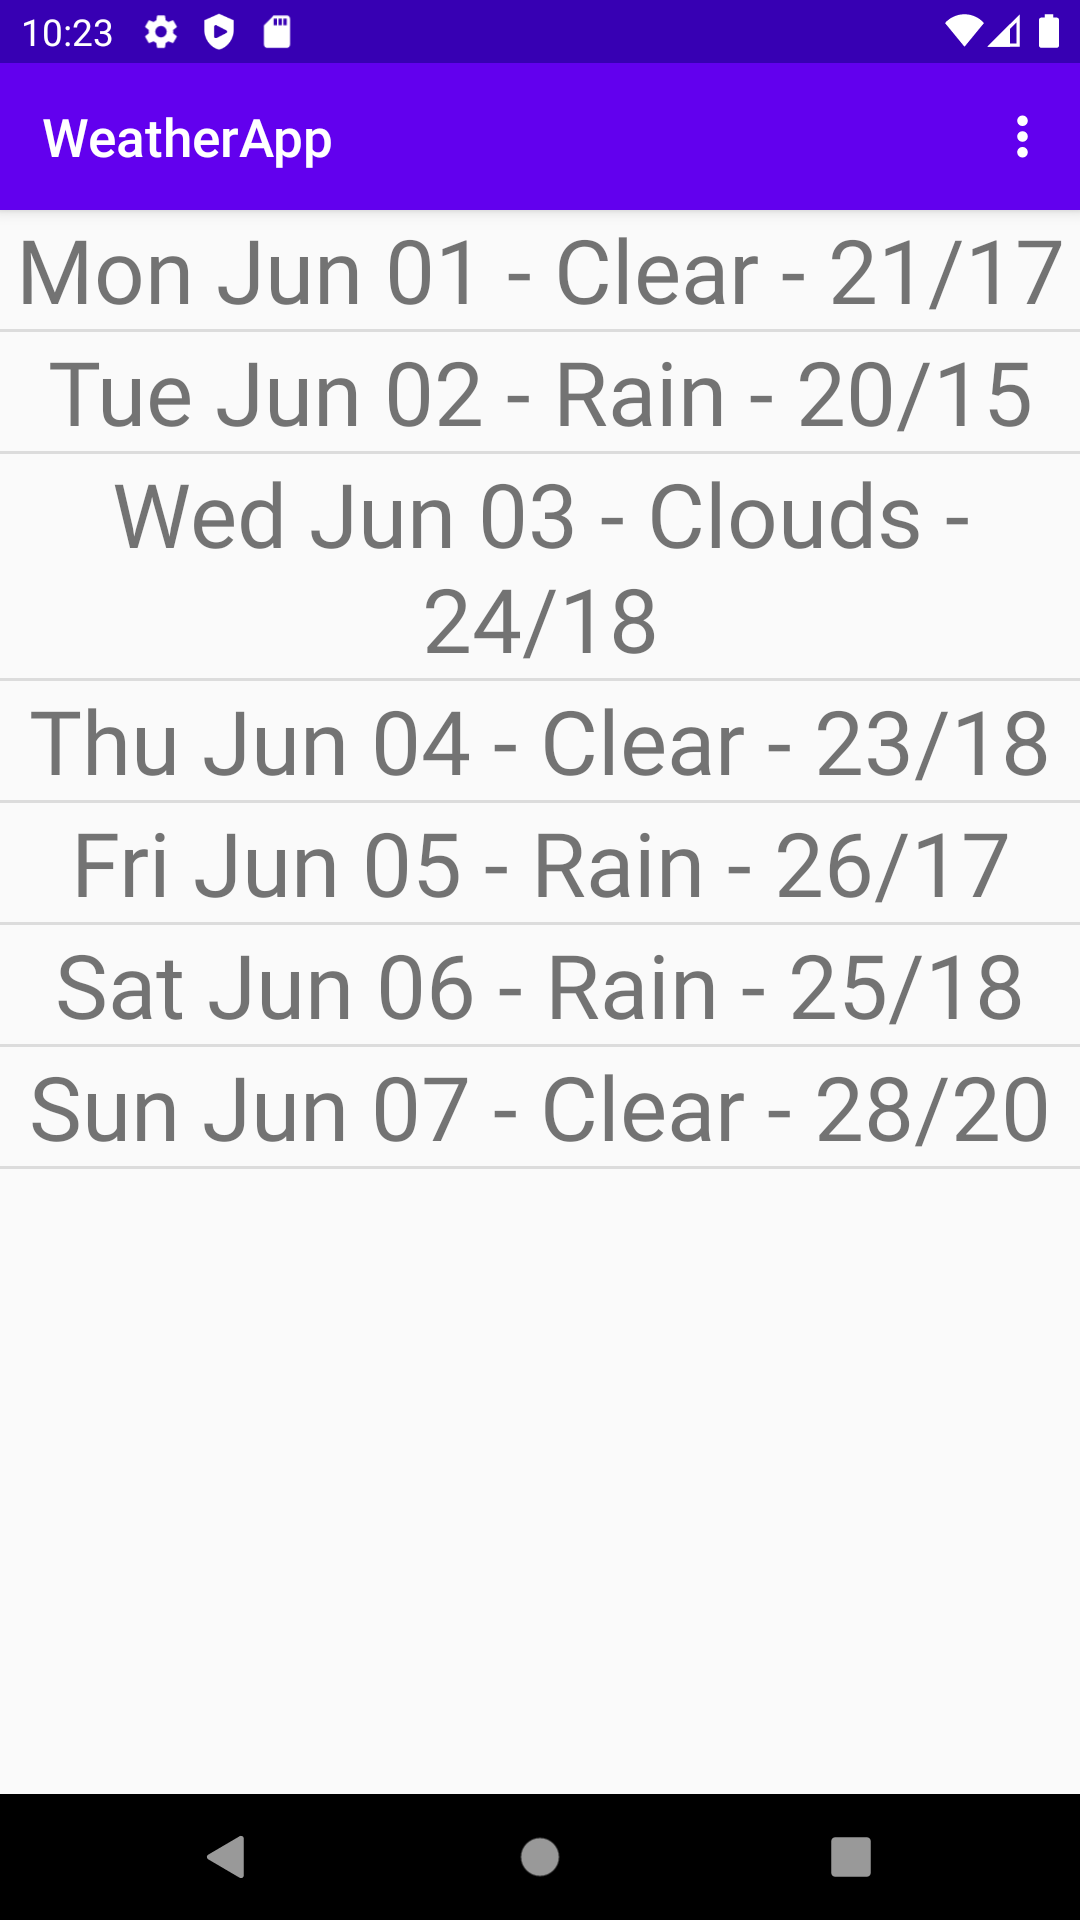 10:23
WeatherApp
Mon Jun 01 - Clear - 21/17
Tue Jun 02 - Rain - 20/15
Wed Jun 03 - Clouds -
24/18
Thu Jun 04 - Clear - 23/18
Fri Jun 05 - Rain - 26/17
Sat Jun 06 - Rain - 25/18
Sun Jun 07 - Clear - 28/20